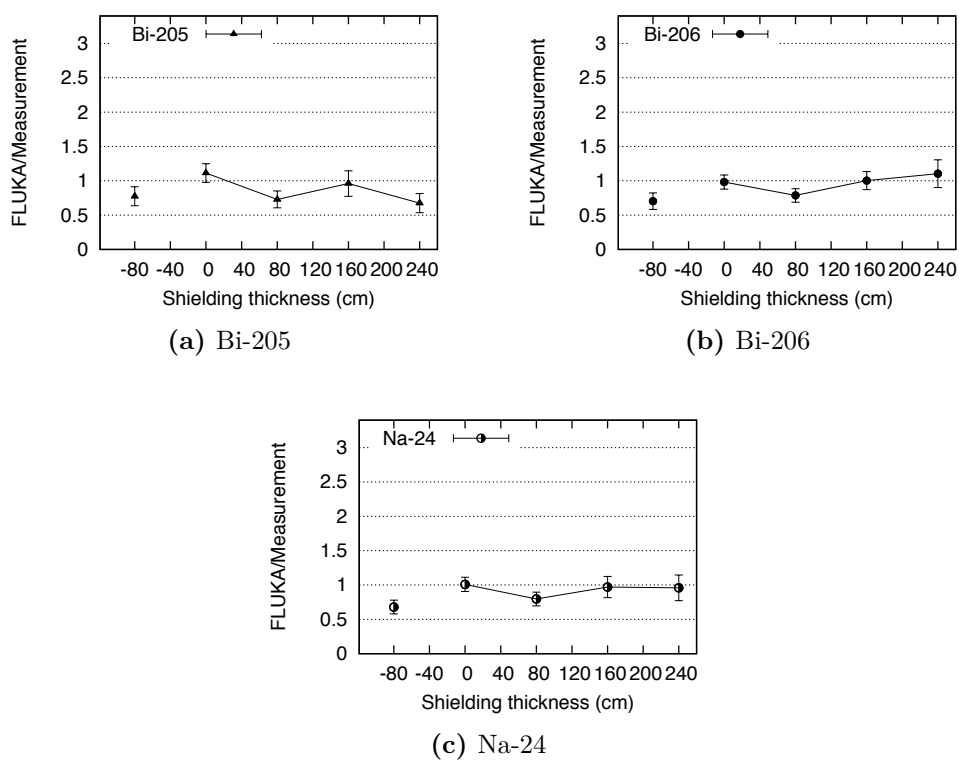 Bi-205
FLUKA/Measurement
3
2.5
2
1.5
1
0.5
0
-80 -40 0 40 80 120 160 200 240
Shielding thickness (cm)
(a) Bi-205
Bi-206
FLUKA/Measurement
3
2.5
2
1.5
1
0.5
0
-80 -40 0 40 80 120 160 200 240
Shielding thickness (cm)
(b) Bi-206
Na-24
FLUKA/Measurement
3
2.5
2
1.5
1
0.5
0
-80 -40 0 40 80 120 160 200 240
Shielding thickness (cm)
(c) Na-24